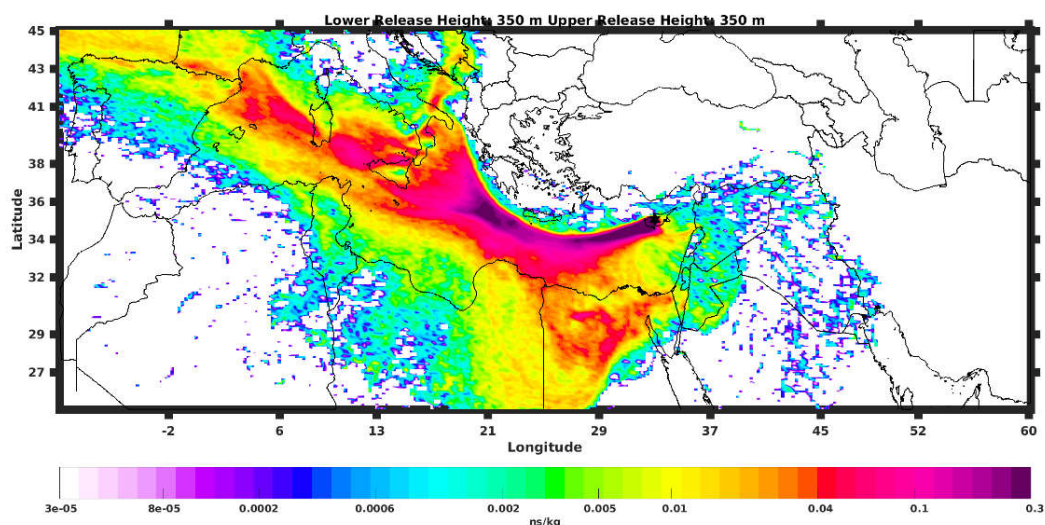 Lower Release Height: 350 m Upper Release Height: 350 m
45
43
41
38
36
34
32
29
27
Latitude
-2 6 13 21 29 37 45 52 60
Longitude
3e-05 8e-05 0.0002 0.0006 0.002 0.005 0.01 0.04 0.1 0.3
ns/kg